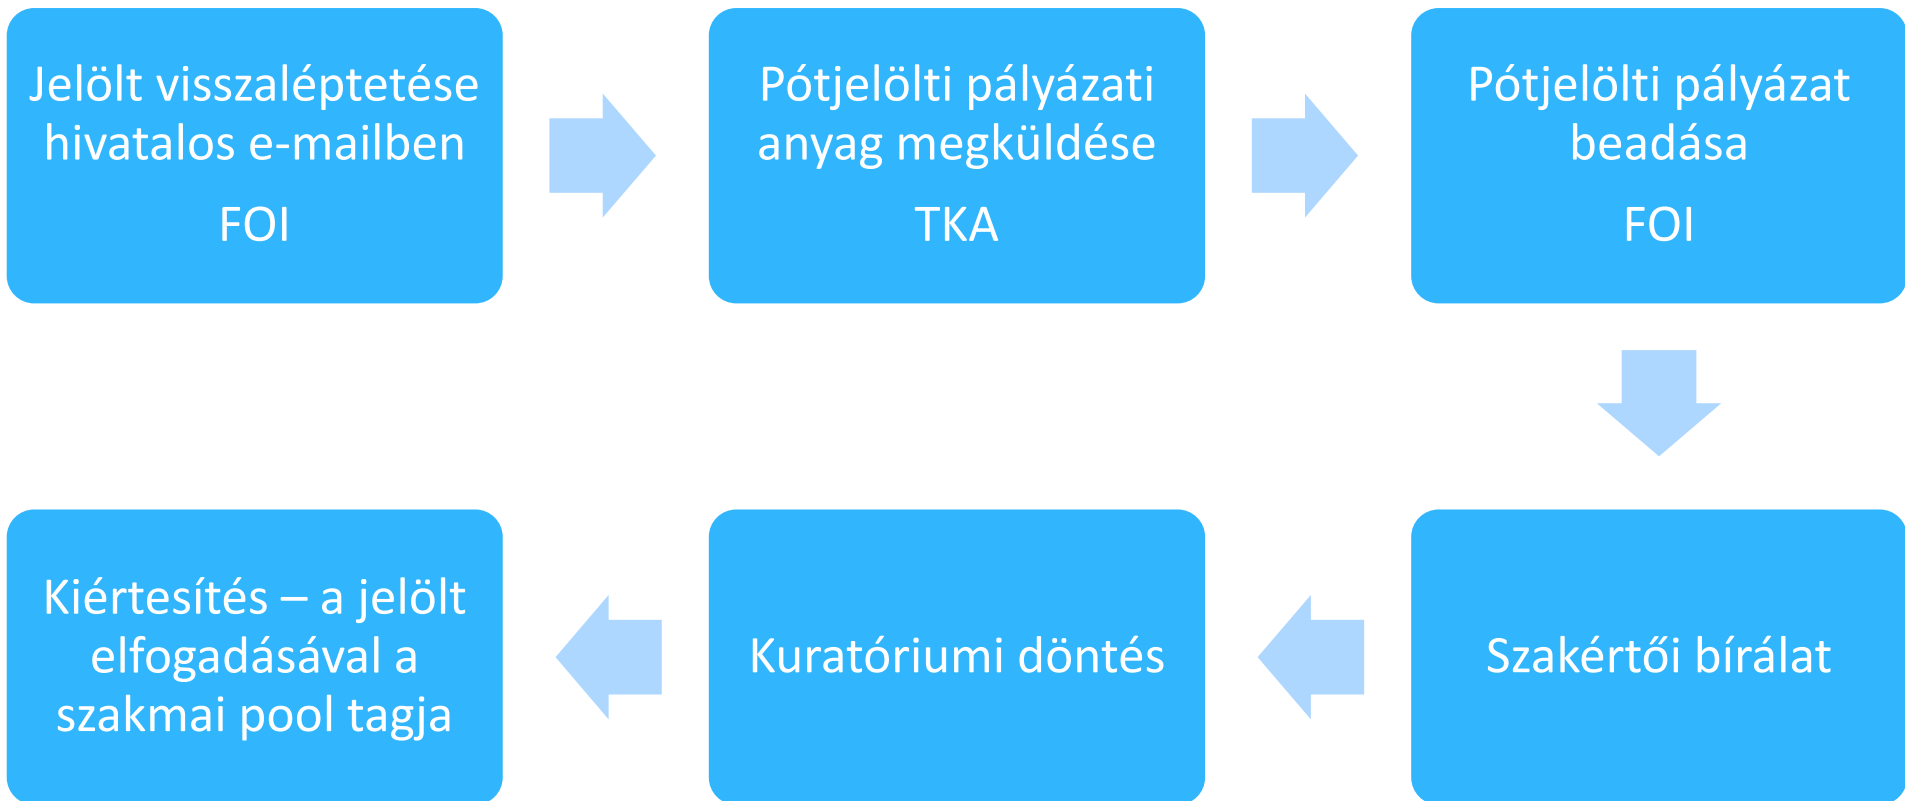 Jelölt visszaléptetése
hivatalos e-mailben
FOI
Pótjelölti pályázati
anyag megküldése
TKA
Pótjelölti pályázat
beadása
FOI
Szakértői bírálat
Kuratóriumi döntés
Kiértesítés – a jelölt
elfogadásával a
szakmai pool tagja